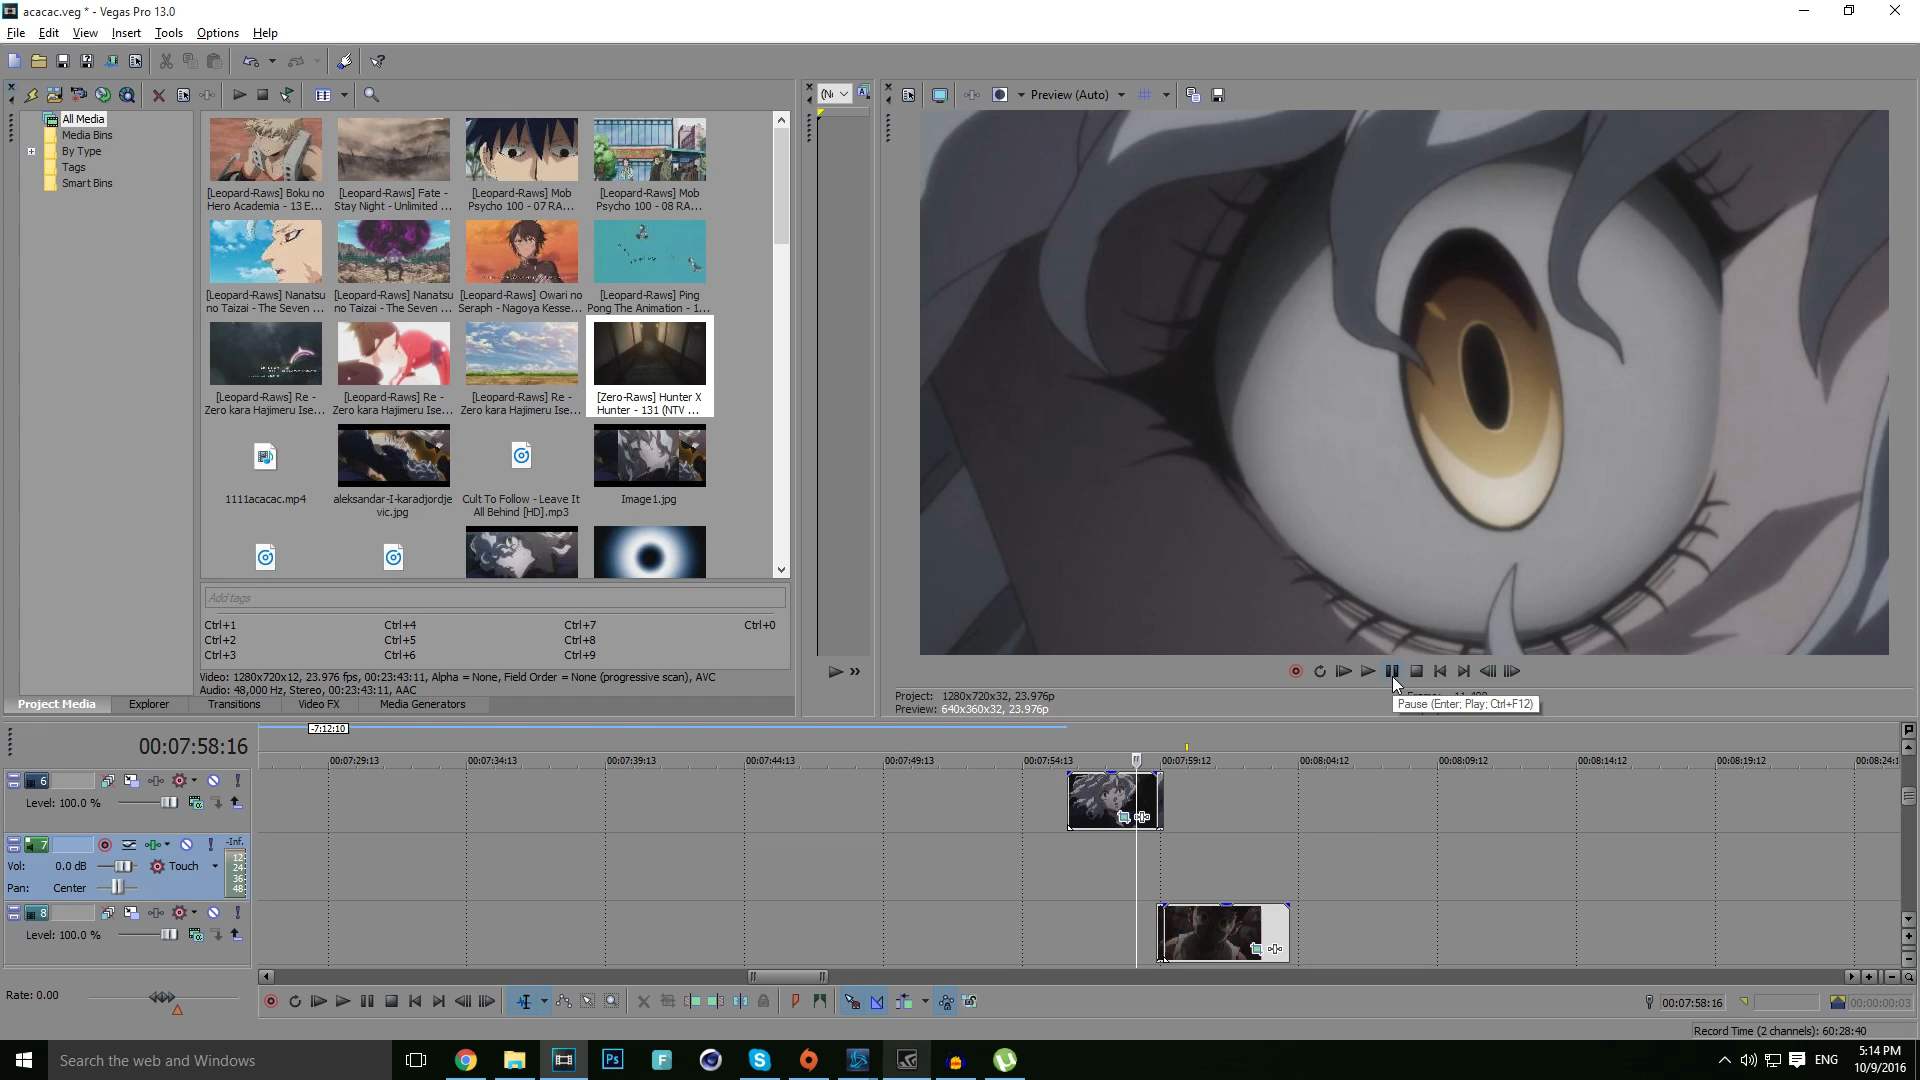 acacac.veg * - Vegas Pro 13.0
File Edit View Insert Tools Options Help
Preview (Auto)
All Media
Media Bins
By Type
Tags
Smart Bins
[Leopard-Raws] Boku no
Hero Academia - 13 E...
[Leopard-Raws] Fate -
Stay Night - Unlimited ...
[Leopard-Raws] Mob
Psycho 100 - 07 RA...
[Leopard-Raws] Mob
Psycho 100 - 08 RA...
[Leopard-Raws] Nanatsu
no Taizai - The Seven ...
[Leopard-Raws] Nanatsu
no Taizai - The Seven ...
[Leopard-Raws] Owari no
Seraph - Nagoya Kesse...
[Leopard-Raws] Ping
Pong The Animation - 1...
[Leopard-Raws] Re -
Zero kara Hajimeru Ise...
[Leopard-Raws] Re -
Zero kara Hajimeru Ise...
[Leopard-Raws] Re -
Zero kara Hajimeru Ise...
[Zero-Raws] Hunter X
Hunter - 131 (NTV ...
1111acacac.mp4
aleksandar-I-karadjordje
vic.jpg
Cult To Follow - Leave It
All Behind [HD].mp3
Image1.jpg
Add tags
Ctrl+1 Ctrl+4 Ctrl+7 Ctrl+0
Ctrl+2 Ctrl+5 Ctrl+8
Ctrl+3 Ctrl+6 Ctrl+9
Video: 1280x720x12, 23.976 fps, 00:23:43:11, Alpha = None, Field Order = None (progressive scan), AVC
Audio: 48,000 Hz, Stereo, 00:23:43:11, AAC
Project Media Explorer Transitions Video FX Media Generators
Project: 1280x720x32, 23.976p
Preview: 640x360x32, 23.976p
Pause (Enter; Play; Ctrl+F12)
-7:12:10
00:07:58:16
00:07:29:13 00:07:34:13 00:07:39:13 00:07:44:13 00:07:49:13 00:07:54:13 00:07:59:12 00:08:04:12 00:08:09:12 00:08:14:12 00:08:19:12 00:08:24:1
6
Level: 100.0 %
7
-Inf.
Vol: 0.0 dB Touch
Pan: Center
12
24
36
48
8
Level: 100.0 %
Rate: 0.00
00:07:58:16
00:00:00:03
Record Time (2 channels): 60:28:40
Search the web and Windows
Ps
F
ENG
5:14 PM
10/9/2016